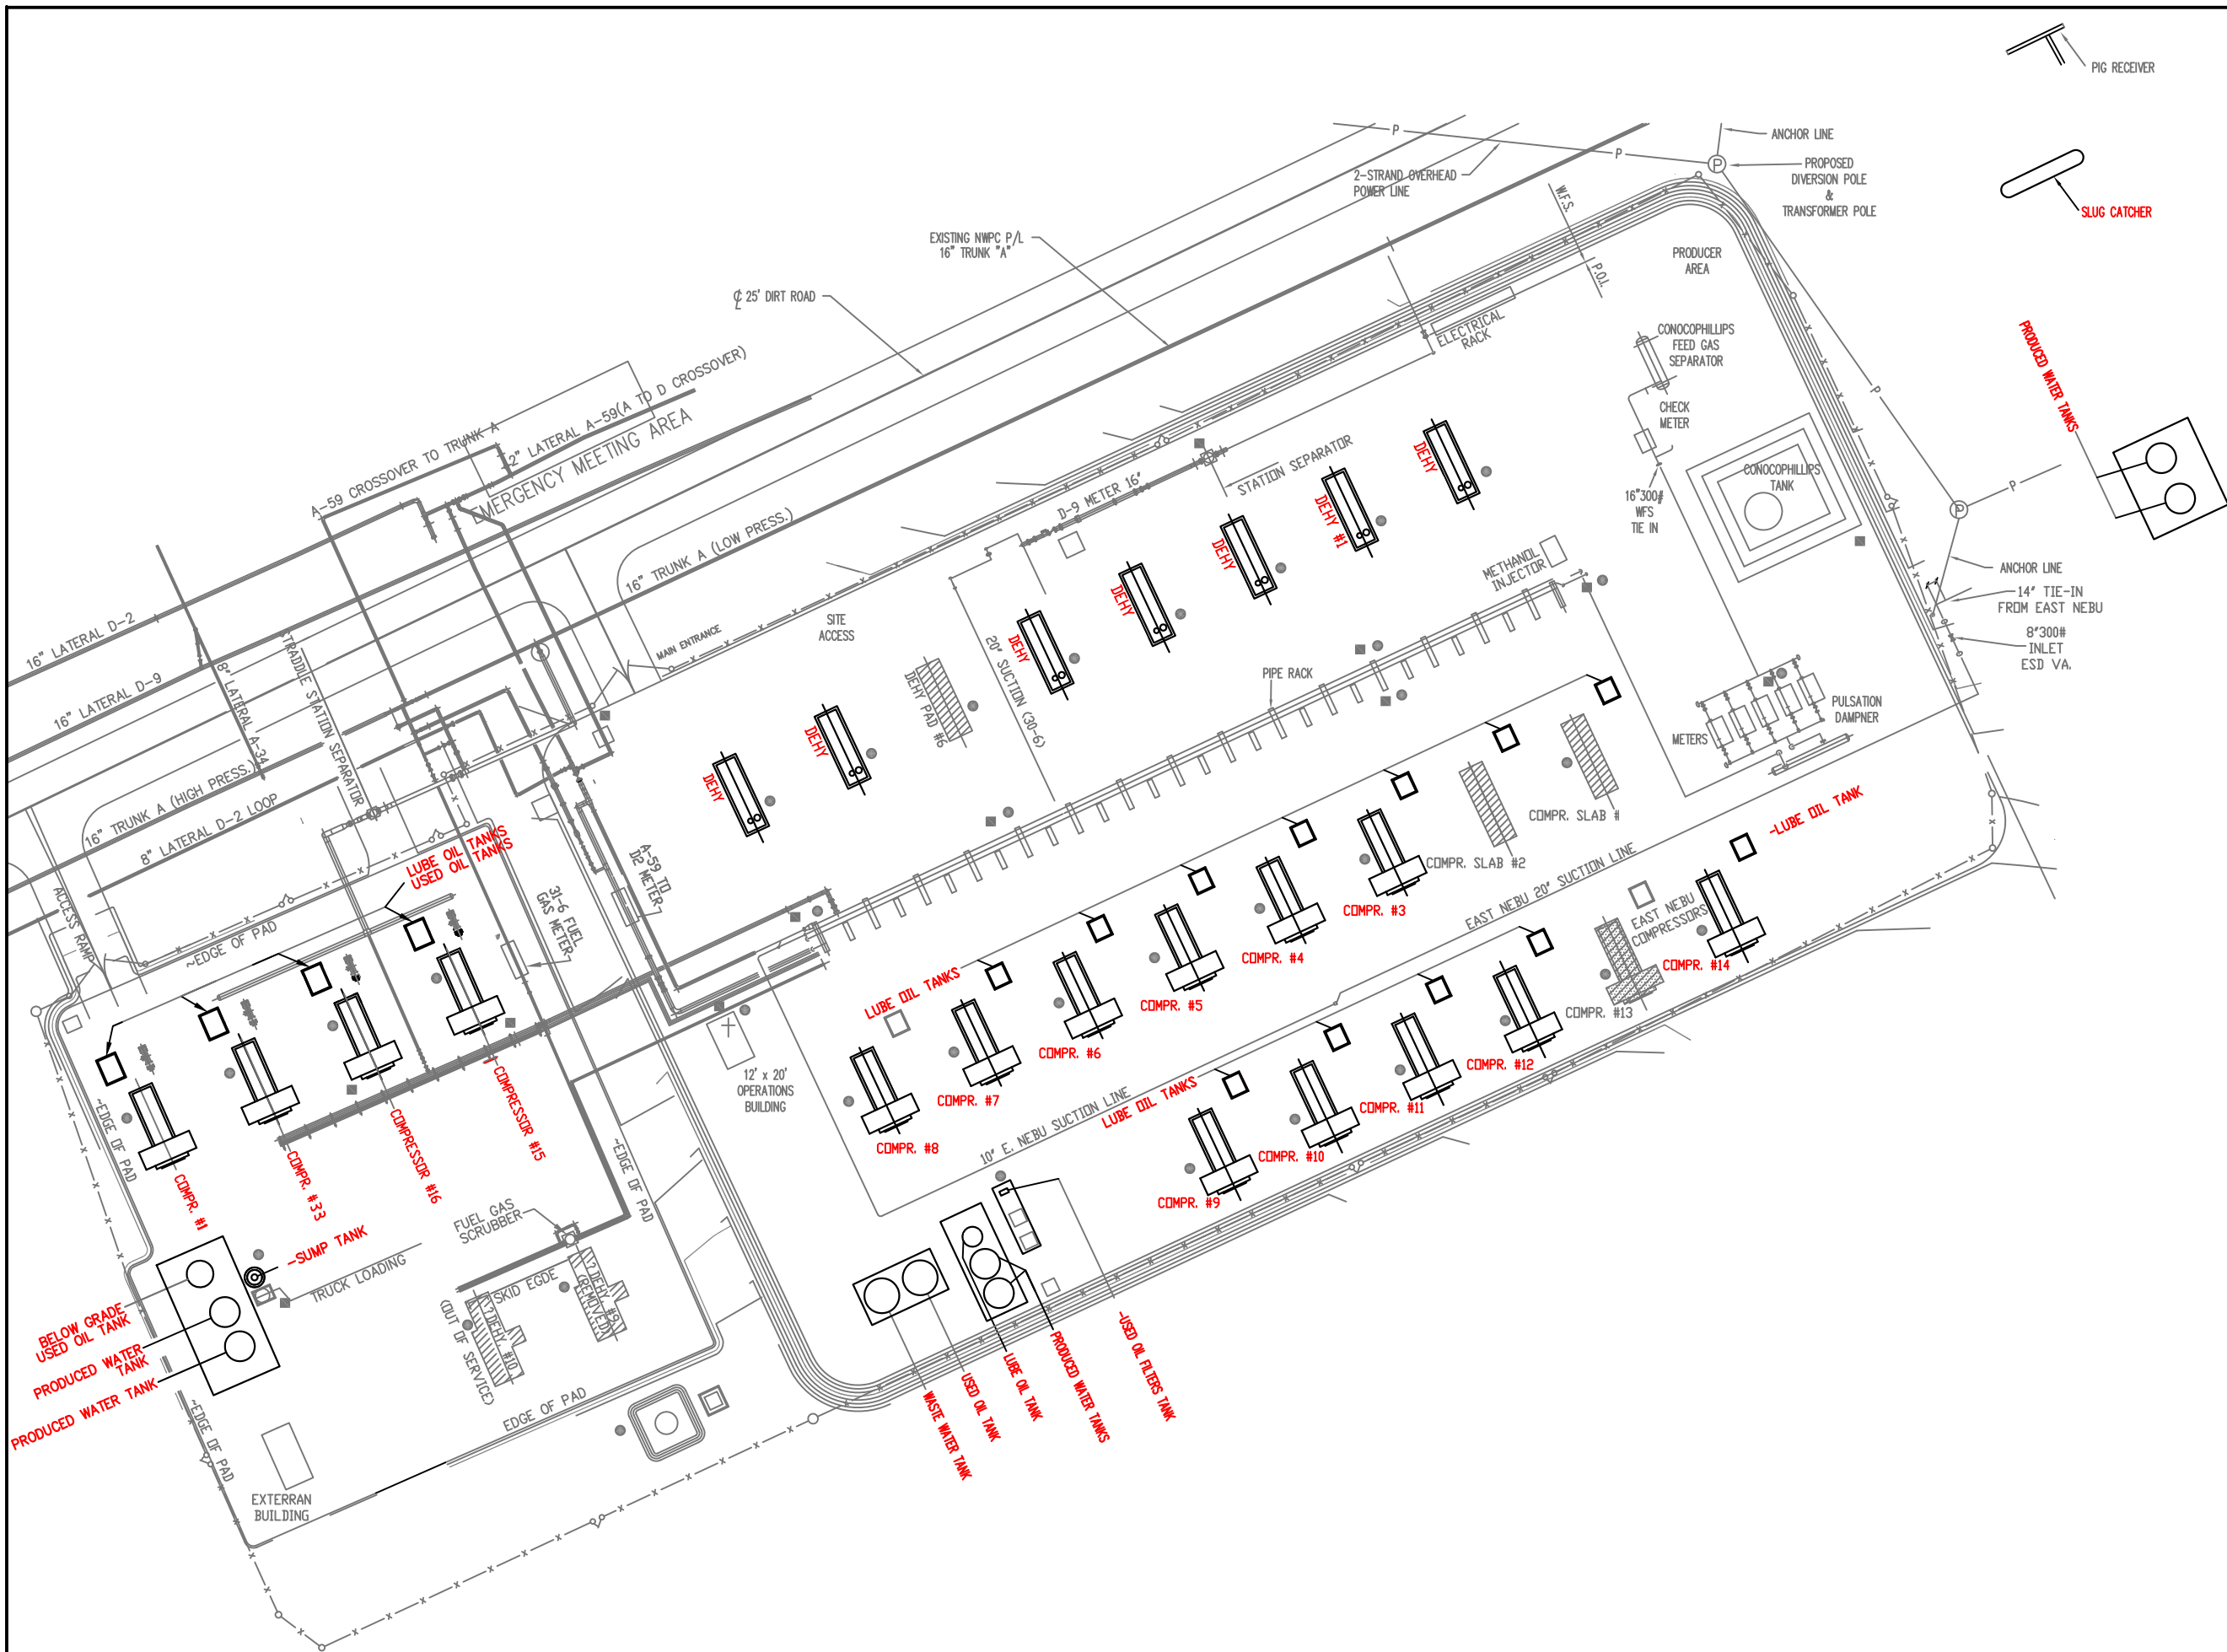 PIG RECEIVER
ANCHOR LINE
PROPOSED
DIVERSION POLE
&
TRANSFORMER POLE
SLUG CATCHER
P
P
P
2-STRAND OVERHEAD
POWER LINE
W.F.S.
P.O.I.
EXISTING NWPC P/L
16" TRUNK "A"
℄ 25' DIRT ROAD
PRODUCER
AREA
ELECTRICAL
RACK
CONOCOPHILLIPS
FEED GAS
SEPARATOR
CHECK
METER
PRODUCED WATER TANKS
P
P
P
CONOCOPHILLIPS
TANK
16"300#
WFS
TIE IN
ANCHOR LINE
14" TIE-IN
FROM EAST NEBU
8"300#
INLET
ESD VA.
A-59 CROSSOVER TO TRUNK A
2" LATERAL A-59(A TO D CROSSOVER)
EMERGENCY MEETING AREA
STATION SEPARATOR
D-9 METER 16"
DEHY
DEHY
#1
DEHY
DEHY
DEHY
DEHY
DEHY
METHANOL
INJECTOR
16" TRUNK A (LOW PRESS.)
SITE
ACCESS
MAIN ENTRANCE
16" LATERAL D-2
16" LATERAL D-9
8" LATERAL A-34
STRADDLE STATION SEPARATOR
16" TRUNK A (HIGH PRESS.)
8" LATERAL D-2 LOOP
DEHY PAD #6
20" SUCTION (30-6)
PIPE RACK
PULSATION
DAMPNER
METERS
LUBE OIL TANKS
USED OIL TANKS
A-59 TO
D2 METER
31-6 FUEL
GAS METER
ACCESS RAMP
~EDGE OF PAD
COMPR. SLAB #
COMPR. SLAB #2
-LUBE OIL TANK
EAST NEBU 20" SUCTION LINE
EAST NEBU
COMPRESSORS
COMPR. #3
COMPR. #4
COMPR. #5
COMPR. #6
COMPR. #7
COMPR. #8
LUBE OIL TANKS
COMPR. #14
COMPR. #13
COMPR. #12
COMPR. #11
COMPR. #10
COMPR. #9
LUBE OIL TANKS
10" E. NEBU SUCTION LINE
12' x 20'
OPERATIONS
BUILDING
~EDGE OF PAD
COMPR. #1
COMPR. #33
COMPRESSOR #16
COMPRESSOR #15
~EDGE OF PAD
-SUMP TANK
TRUCK LOADING
FUEL GAS
SCRUBBER
SKID EGDE
DEHY. #9
(REMOVED)
DEHY. #10
(OUT OF SERVICE)
BELOW GRADE
USED OIL TANK
PRODUCED WATER
TANK
PRODUCED WATER TANK
~EDGE OF PAD
EDGE OF PAD
EXTERRAN
BUILDING
WASTE WATER TANK
USED OIL TANK
LUBE OIL TANK
PRODUCED WATER TANKS
-USED OIL FILTERS TANK